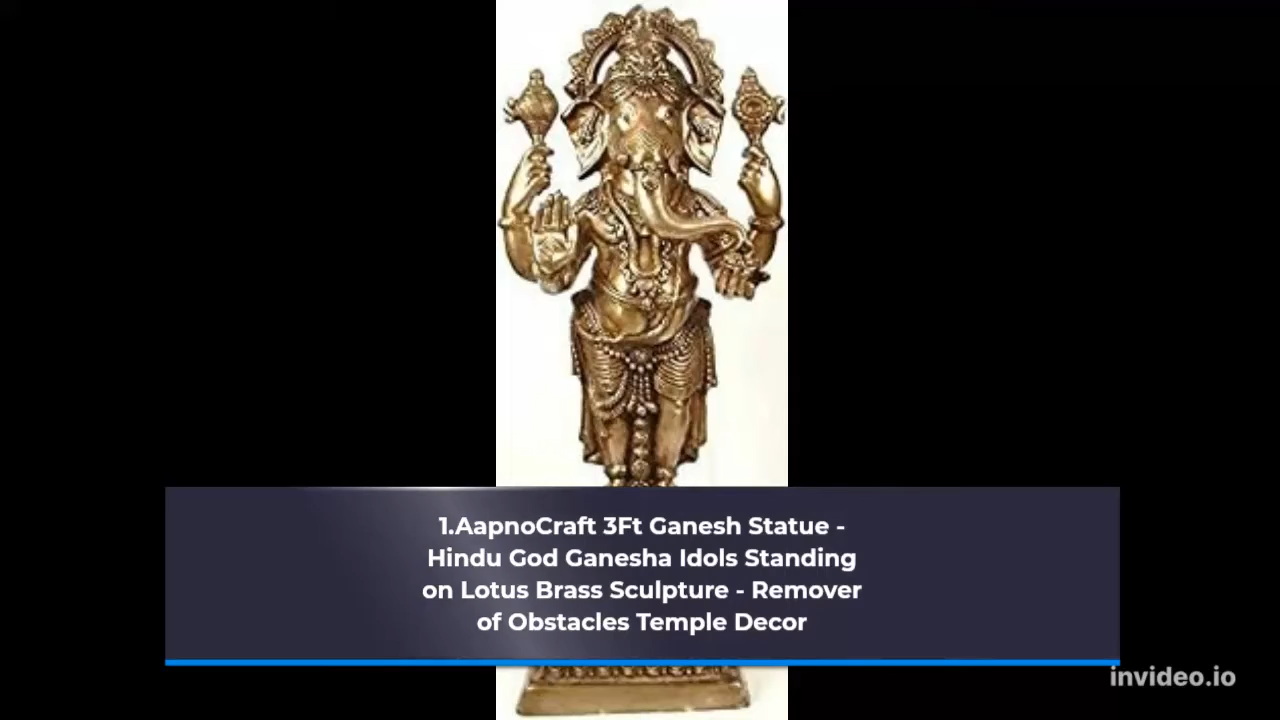 1.AapnoCraft 3Ft Ganesh Statue -
Hindu God Ganesha Idols Standing
on Lotus Brass Sculpture - Remover
of Obstacles Temple Decor
invideo.io